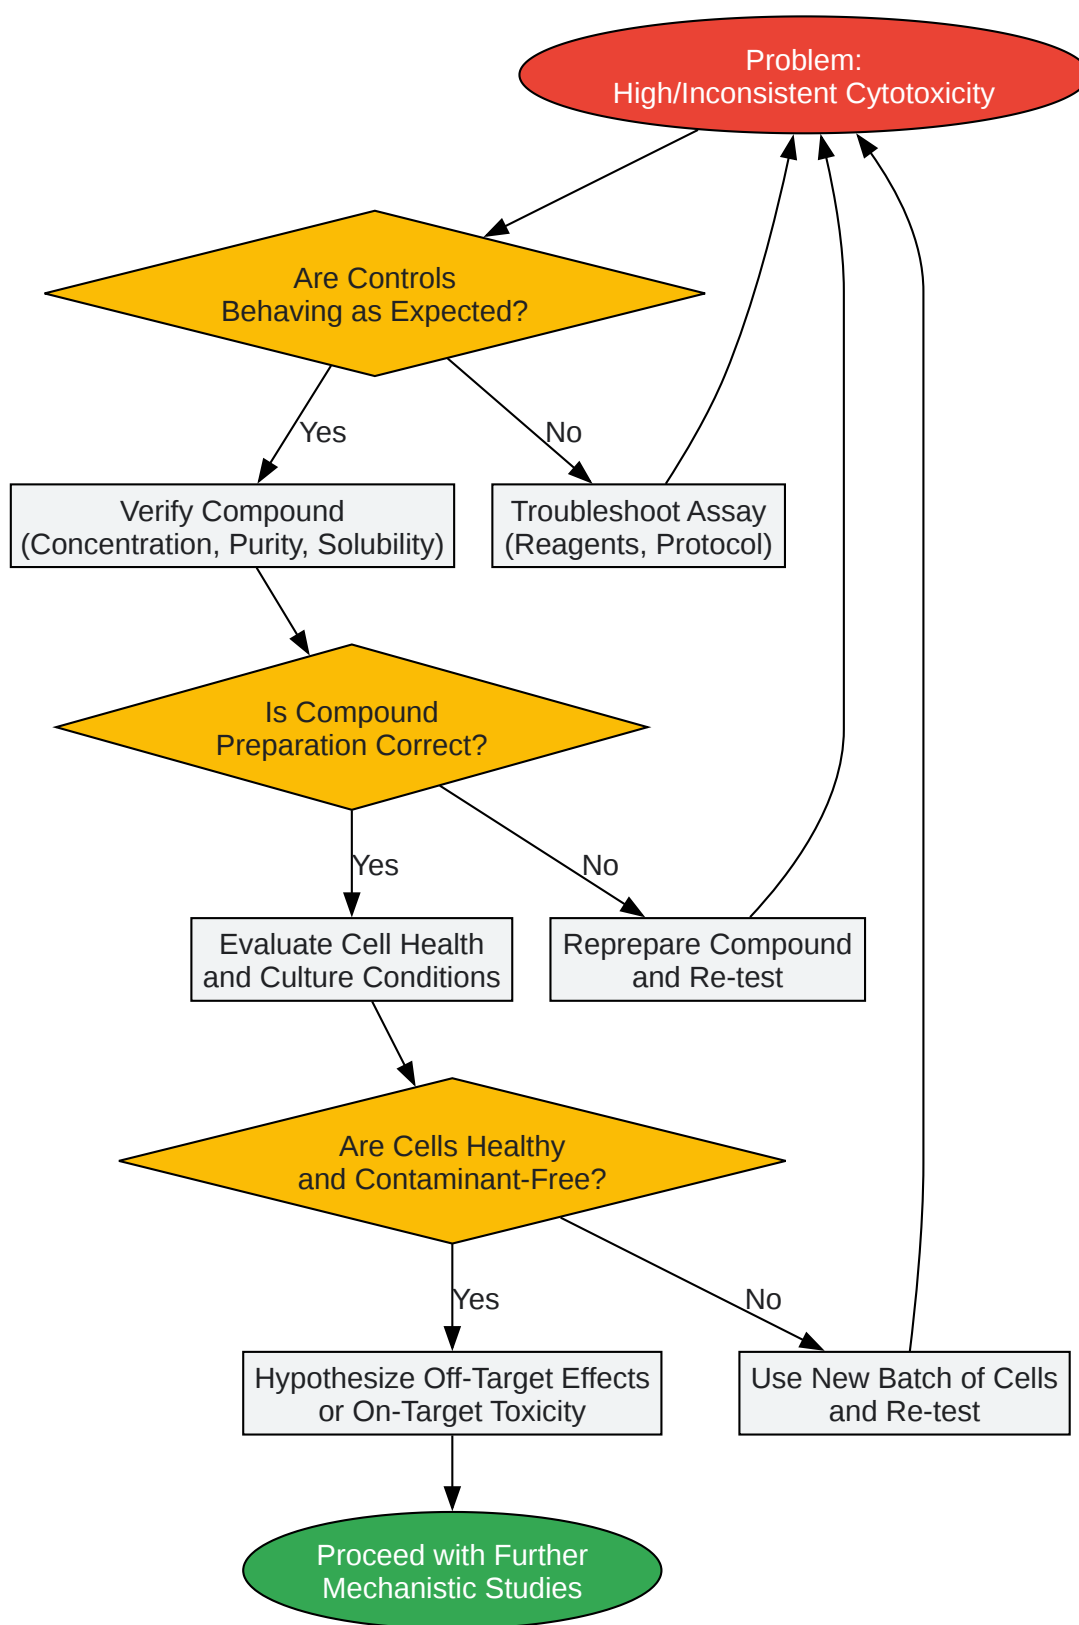 Problem:
High/Inconsistent Cytotoxicity
Are Controls
Behaving as Expected?
Yes
No
Verify Compound
(Concentration, Purity, Solubility)
Troubleshoot Assay
(Reagents, Protocol)
Is Compound
Preparation Correct?
Yes
No
Evaluate Cell Health
and Culture Conditions
Reprepare Compound
and Re-test
Are Cells Healthy
and Contaminant-Free?
Yes
No
Hypothesize Off-Target Effects
or On-Target Toxicity
Use New Batch of Cells
and Re-test
Proceed with Further
Mechanistic Studies